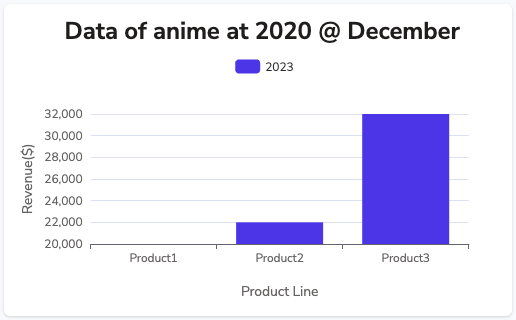 Data of anime at 2020 @ December
2023
Revenue($)
32,000
30,000
28,000
26,000
24,000
22,000
20,000
Product1 Product2 Product3
Product Line